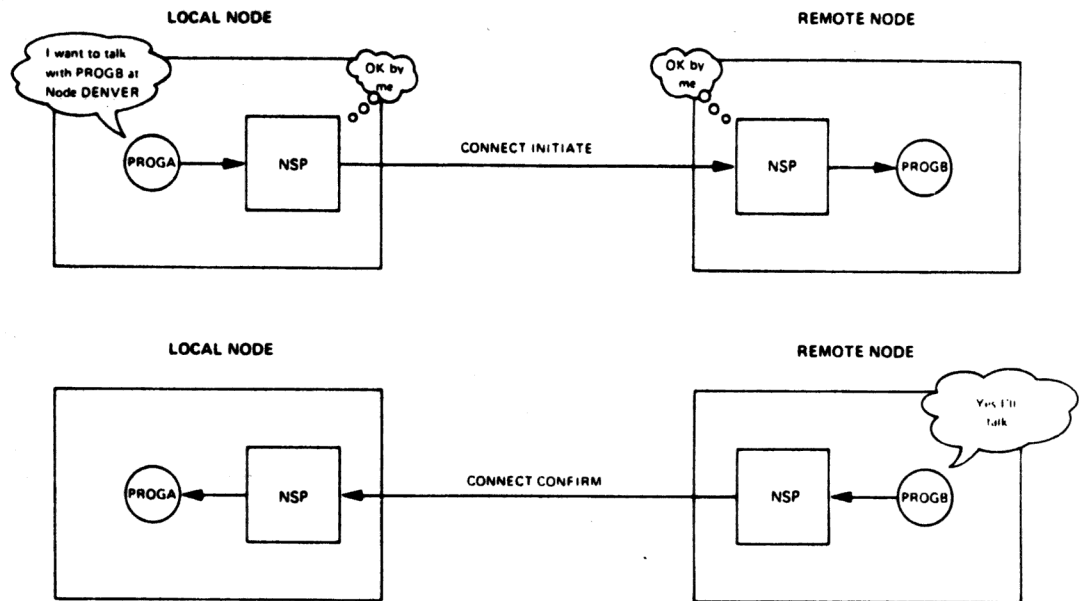 LOCAL NODE
REMOTE NODE
I want to talk
with PROGB at
Node DENVER
OK by
me
OK by
me
PROGA
NSP
CONNECT INITIATE
NSP
PROGB
LOCAL NODE
REMOTE NODE
Yes I'll
talk
PROGA
NSP
CONNECT CONFIRM
NSP
PROGB